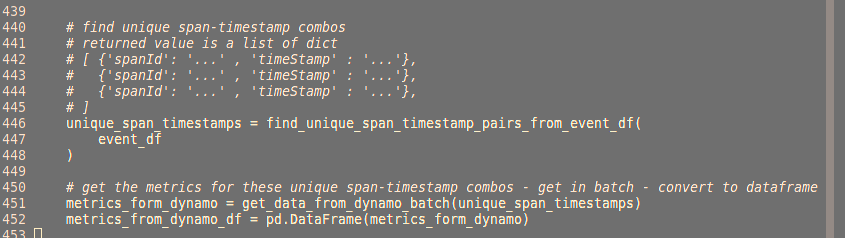 439
440 # find unique span-timestamp combos
441 # returned value is a list of dict
442 # [ {'spanId': '...' , 'timeStamp' : '...'},
443 #   {'spanId': '...' , 'timeStamp' : '...'},
444 #   {'spanId': '...' , 'timeStamp' : '...'},
445 # ]
446 unique_span_timestamps = find_unique_span_timestamp_pairs_from_event_df(
447     event_df
448 )
449
450 # get the metrics for these unique span-timestamp combos - get in batch - convert to dataframe
451 metrics_form_dynamo = get_data_from_dynamo_batch(unique_span_timestamps)
452 metrics_from_dynamo_df = pd.DataFrame(metrics_form_dynamo)
453